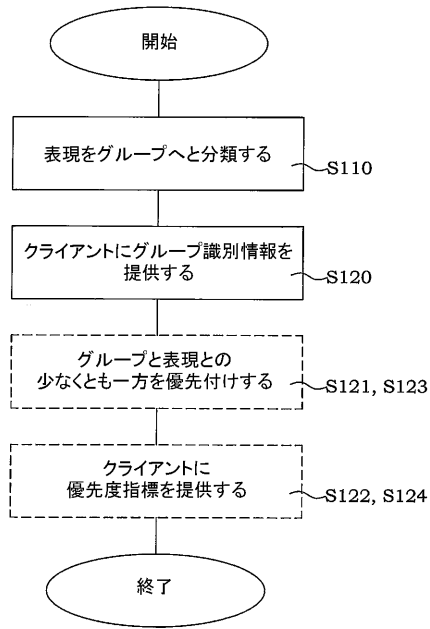 開始
表現をグループへと分類する
S110
クライアントにグループ識別情報を
提供する
S120
グループと表現との
少なくとも一方を優先付けする
S121, S123
クライアントに
優先度指標を提供する
S122, S124
終了